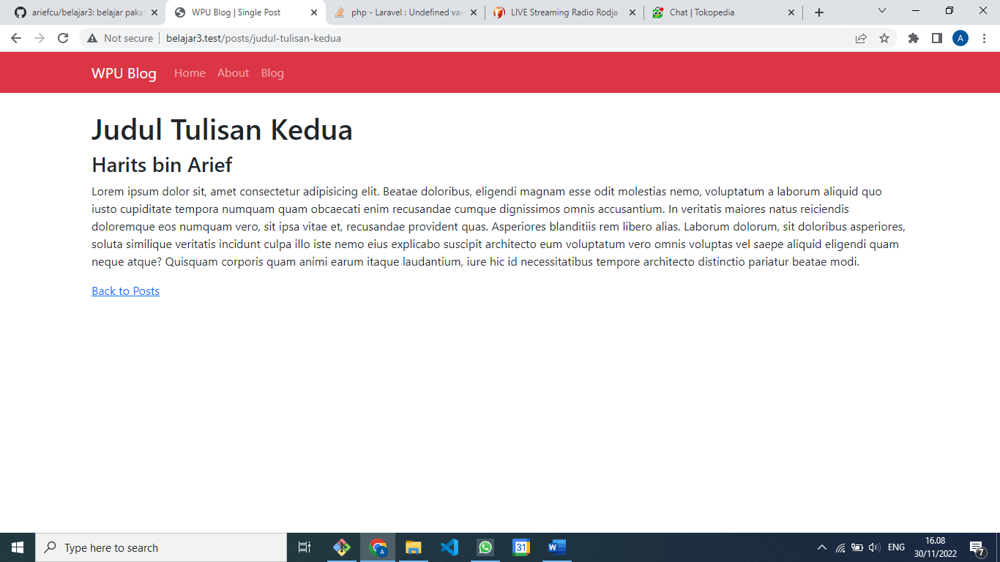 ariefcu/belajar3: belajar paka
WPU Blog | Single Post
php - Laravel : Undefined var
LIVE Streaming Radio Rodja 7
Chat | Tokopedia
Not secure
belajar3.test/posts/judul-tulisan-kedua
A
WPU Blog
Home
About
Blog
Judul Tulisan Kedua
Harits bin Arief
Lorem ipsum dolor sit, amet consectetur adipisicing elit. Beatae doloribus, eligendi magnam esse odit molestias nemo, voluptatum a laborum aliquid quo
iusto cupiditate tempora numquam quam obcaecati enim recusandae cumque dignissimos omnis accusantium. In veritatis maiores natus reiciendis
doloremque eos numquam vero, sit ipsa vitae et, recusandae provident quas. Asperiores blanditiis rem libero alias. Laborum dolorum, sit doloribus asperiores,
soluta similique veritatis incidunt culpa illo iste nemo eius explicabo suscipit architecto eum voluptatum vero omnis voluptas vel saepe aliquid eligendi quam
neque atque? Quisquam corporis quam animi earum itaque laudantium, iure hic id necessitatibus tempore architecto distinctio pariatur beatae modi.
Back to Posts
Type here to search
A
31
W
ENG
16.08
30/11/2022
7